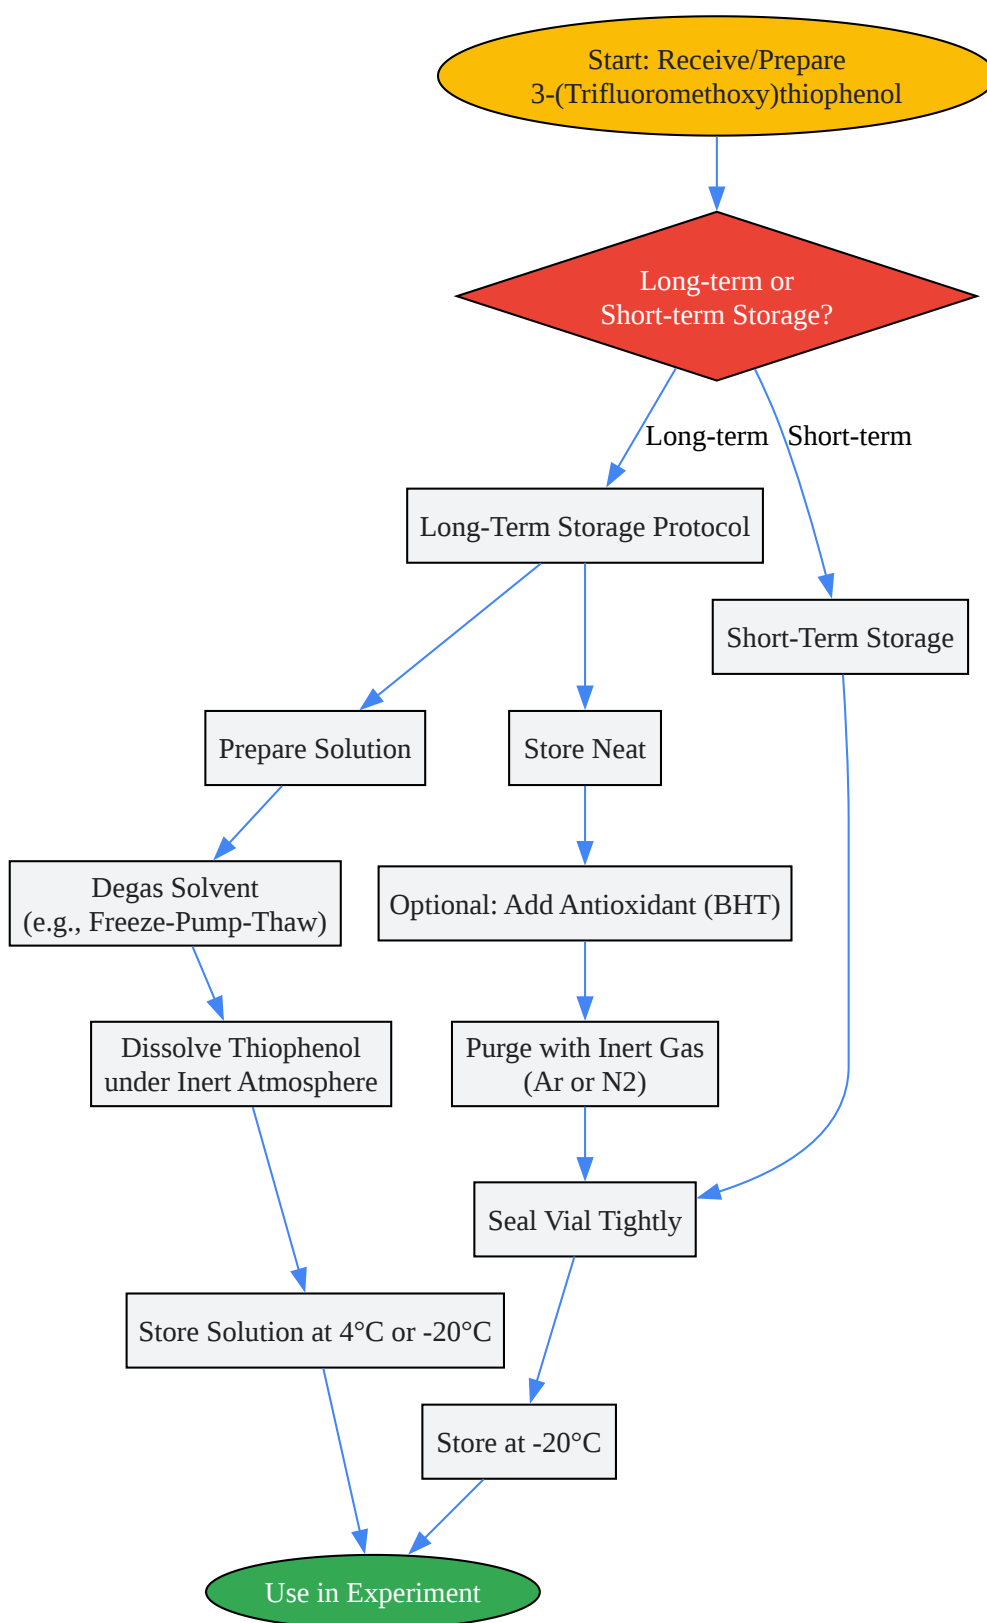 Start: Receive/Prepare
3-(Trifluoromethoxy)thiophenol
Long-term or
Short-term Storage?
Long-term
Short-term
Long-Term Storage Protocol
Short-Term Storage
Prepare Solution
Store Neat
Degas Solvent
(e.g., Freeze-Pump-Thaw)
Optional: Add Antioxidant (BHT)
Dissolve Thiophenol
under Inert Atmosphere
Purge with Inert Gas
(Ar or N2)
Seal Vial Tightly
Store Solution at 4°C or -20°C
Store at -20°C
Use in Experiment